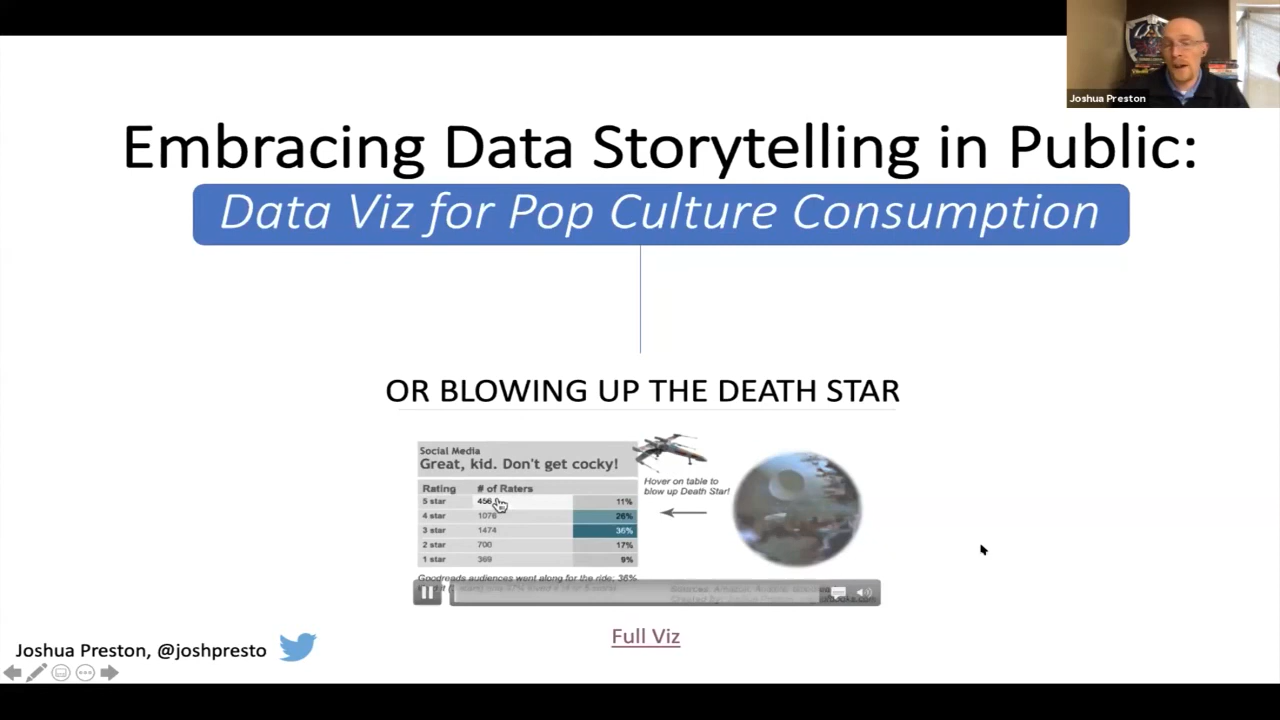 Joshua Preston
Embracing Data Storytelling in Public:
Data Viz for Pop Culture Consumption
OR BLOWING UP THE DEATH STAR
Social Media
Great, kid. Don't get cocky!
Rating # of Raters
5 star 456 11%
4 star 1076 26%
3 star 1474 36%
2 star 700 17%
1 star 369 9%
Hover on table to
blow up Death Star!
Goodreads audiences went along for the ride; 36%
Full Viz
Joshua Preston, @joshpresto